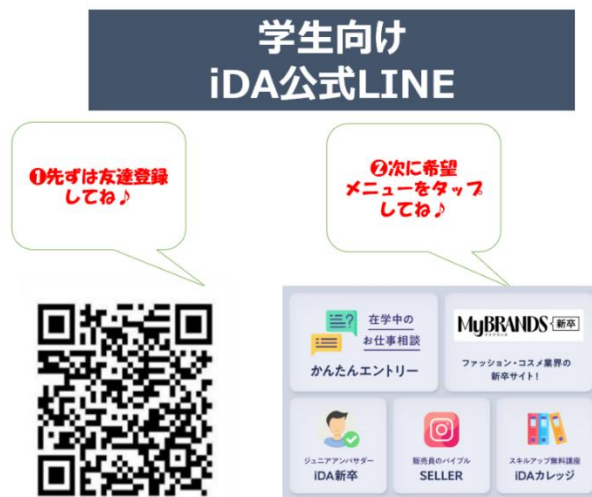 学生向け
iDA公式LINE
❶先ずは友達登録
してね♪
❷次に希望
メニューをタップ
してね♪
在学中の
お仕事相談
かんたんエントリー
MyBRANDS 新卒
マイブランズ
ファッション・コスメ業界の
新卒サイト!
ジュニアアンバサダー
iDA新卒
販売員のバイブル
SELLER
スキルアップ無料講座
iDAカレッジ